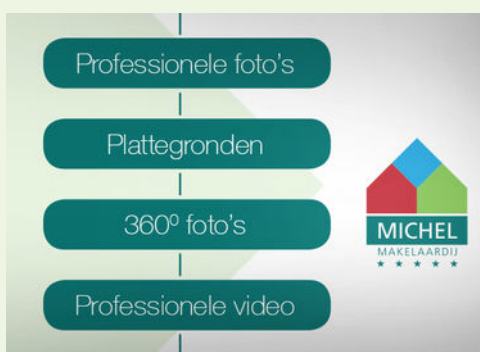 Professionele foto's
Plattegronden
360º foto's
Professionele video
MICHEL
MAKELAARDIJ